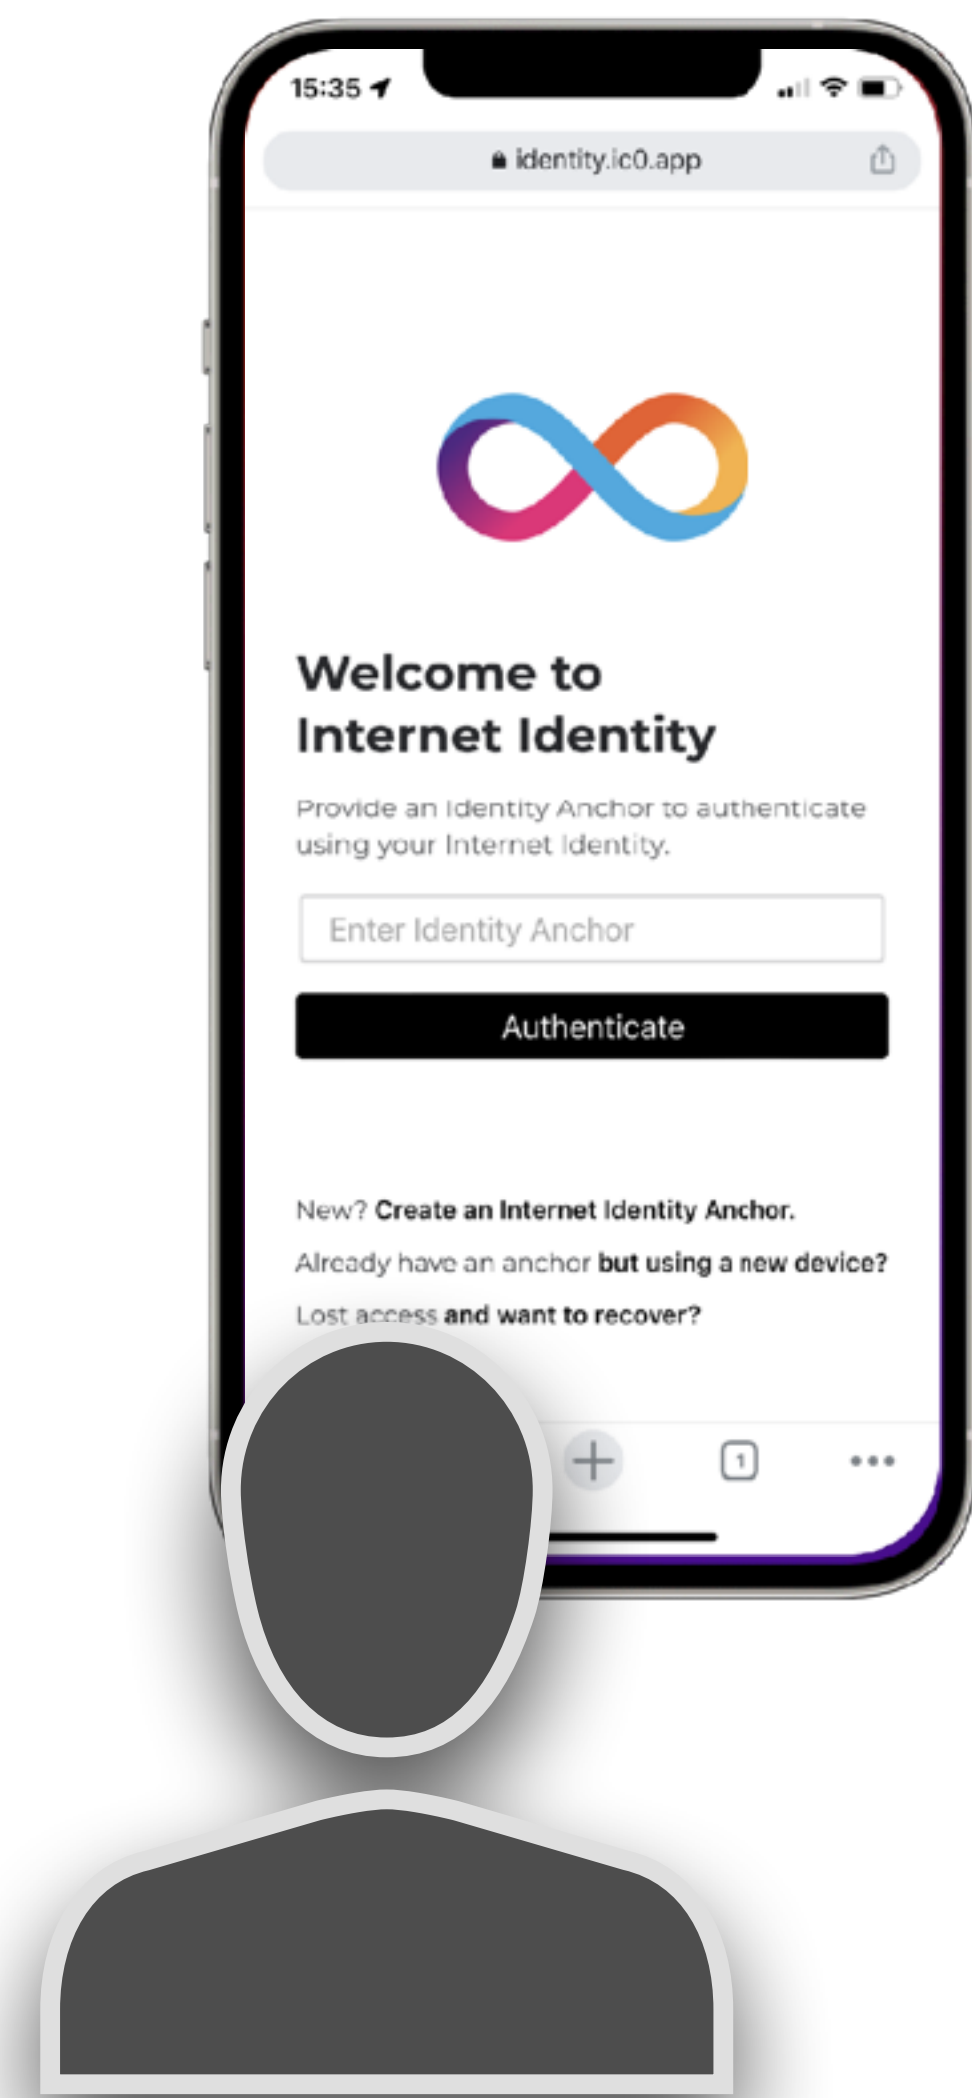 15:35
identity.ic0.app
Welcome to
Internet Identity
Provide an Identity Anchor to authenticate
using your Internet Identity.
Enter Identity Anchor
Authenticate
New? Create an Internet Identity Anchor.
Already have an anchor but using a new device?
Lost access and want to recover?
1